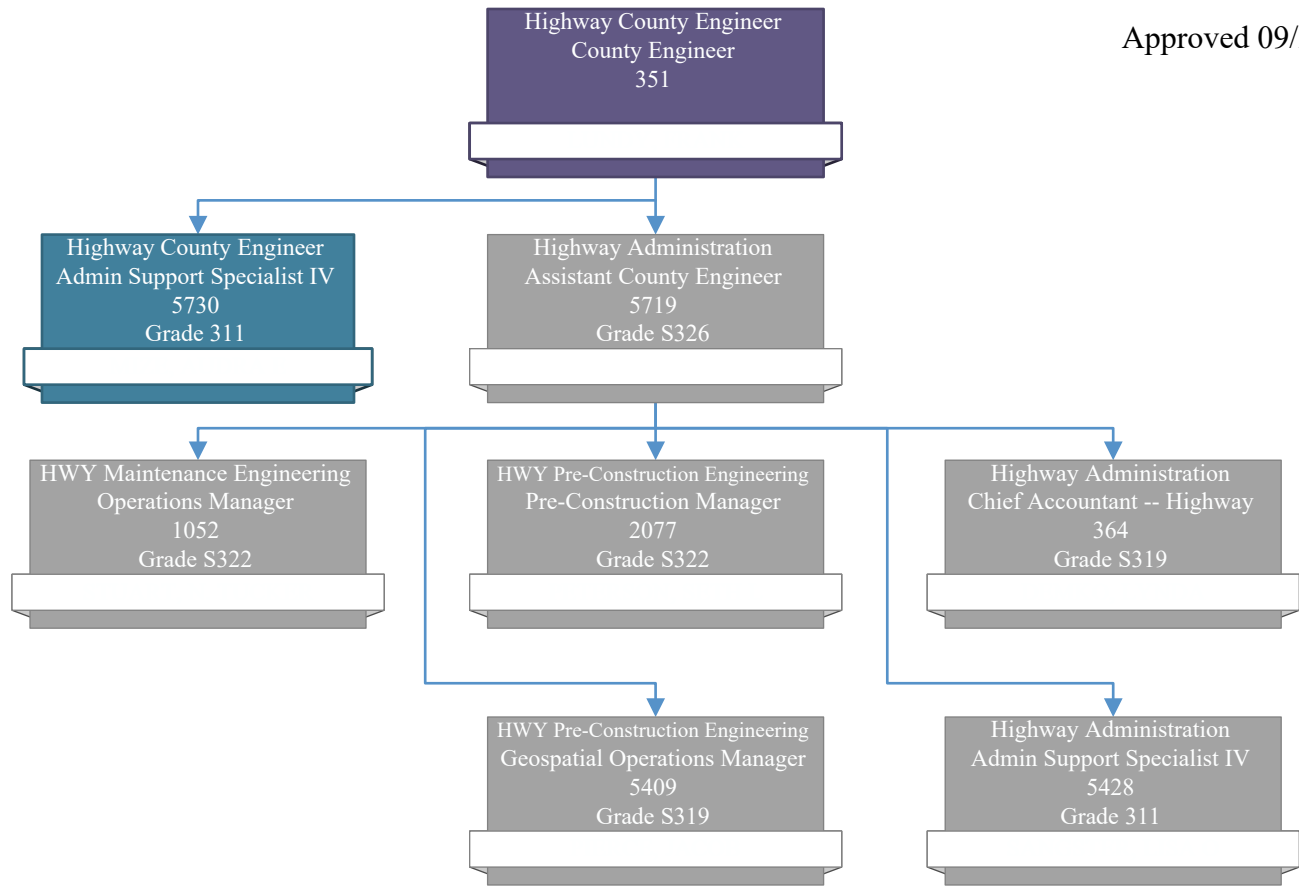 Highway County Engineer
County Engineer
351
Approved 09/
Highway County Engineer
Admin Support Specialist IV
5730
Grade 311
Highway Administration
Assistant County Engineer
5719
Grade S326
HWY Maintenance Engineering
Operations Manager
1052
Grade S322
HWY Pre-Construction Engineering
Pre-Construction Manager
2077
Grade S322
Highway Administration
Chief Accountant -- Highway
364
Grade S319
HWY Pre-Construction Engineering
Geospatial Operations Manager
5409
Grade S319
Highway Administration
Admin Support Specialist IV
5428
Grade 311